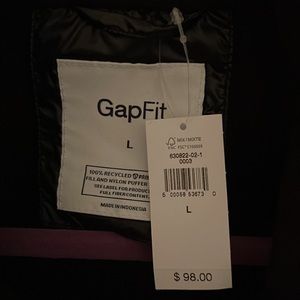 GapFit
L
100% RECYCLED
FILL AND NYLON PUFFER
SEE LABEL FOR
FULL FIBER CONTENT
MADE IN INDONESIA
MIX | MIXTE
630822-02-1
0003
L
$ 98.00